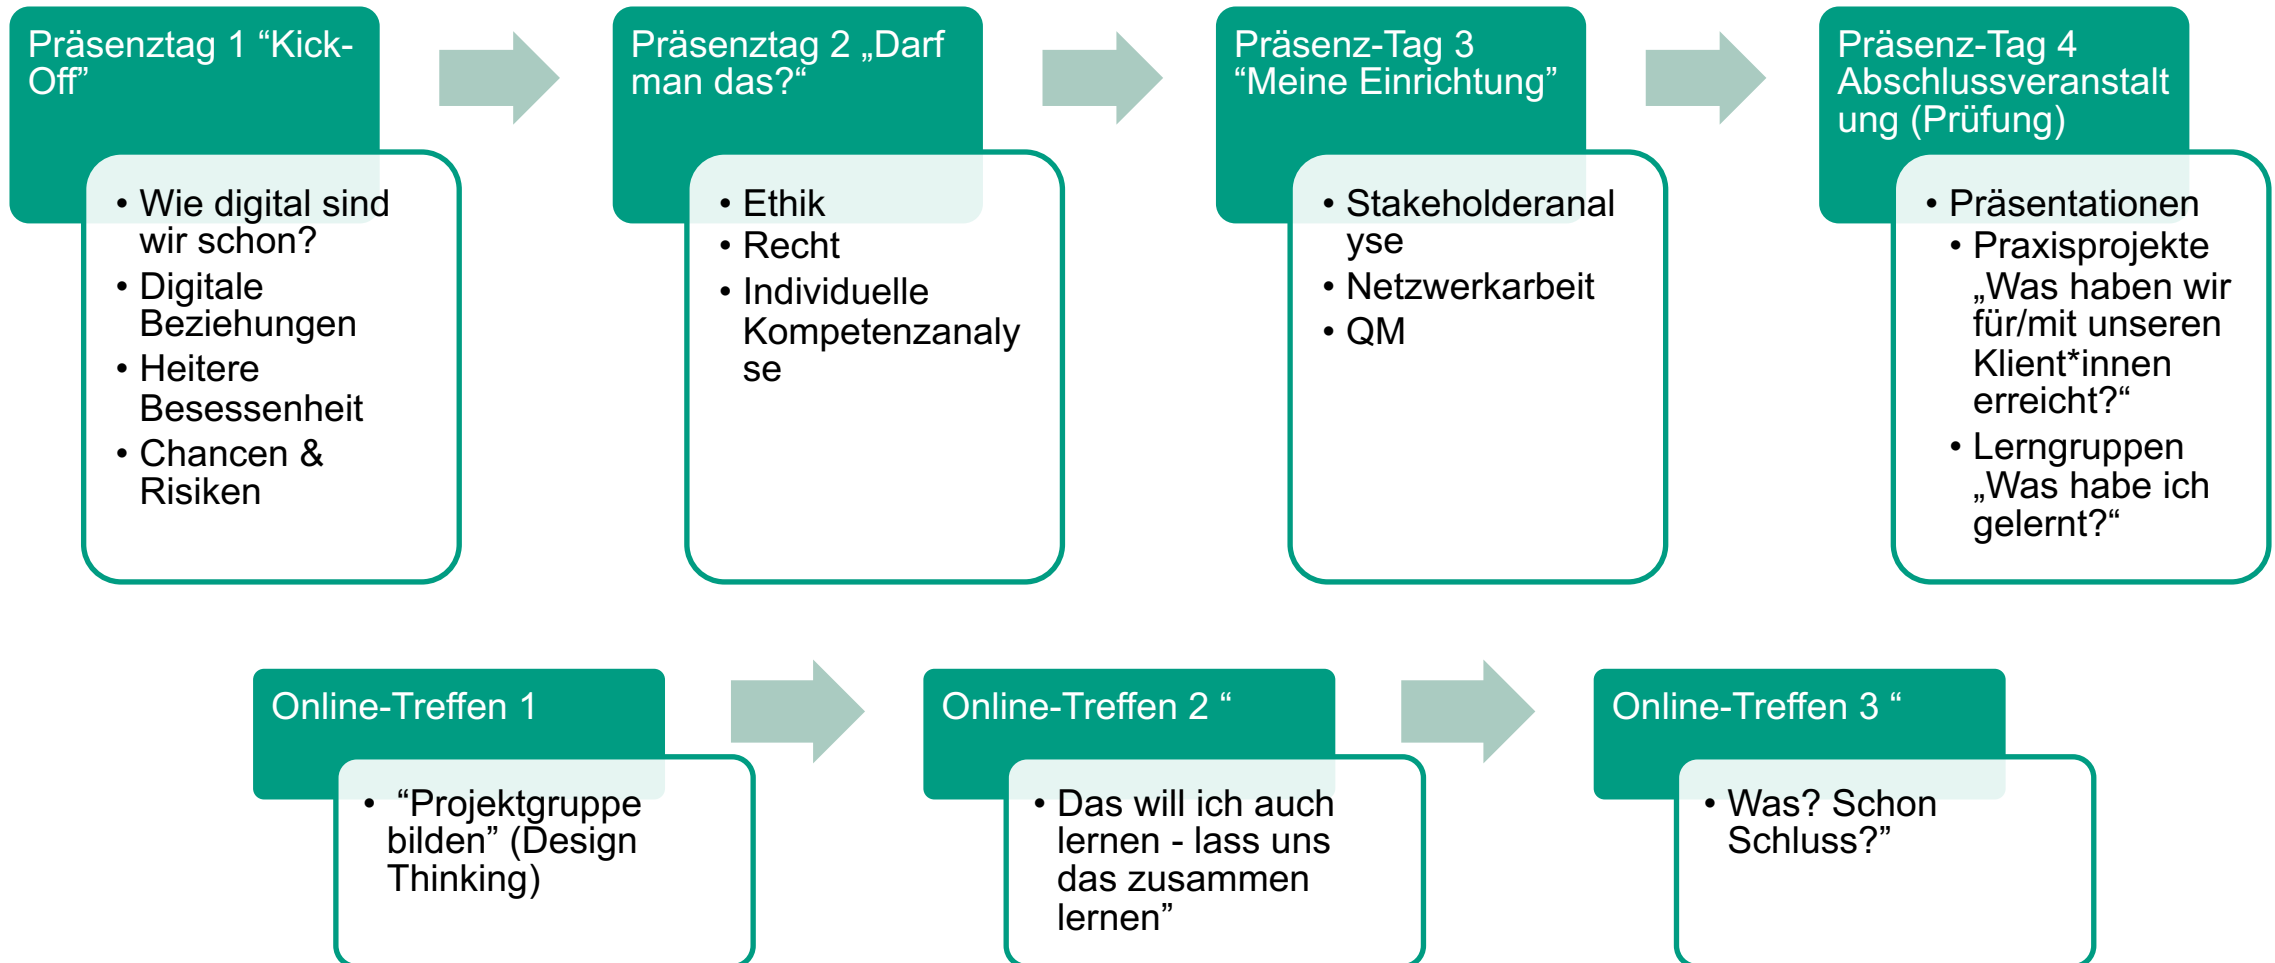 Präsenztag 1 “Kick-
Off”
• Wie digital sind
wir schon?
• Digitale
Beziehungen
• Heitere
Besessenheit
• Chancen &
Risiken
Präsenztag 2 „Darf
man das?“
• Ethik
• Recht
• Individuelle
Kompetenzanaly
se
Präsenz-Tag 3
“Meine Einrichtung”
• Stakeholderanal
yse
• Netzwerkarbeit
• QM
Präsenz-Tag 4
Abschlussveranstalt
ung (Prüfung)
• Präsentationen
• Praxisprojekte
„Was haben wir
für/mit unseren
Klient*innen
erreicht?“
• Lerngruppen
„Was habe ich
gelernt?“
Online-Treffen 1
• “Projektgruppe
bilden” (Design
Thinking)
Online-Treffen 2 “
• Das will ich auch
lernen - lass uns
das zusammen
lernen”
Online-Treffen 3 “
• Was? Schon
Schluss?”